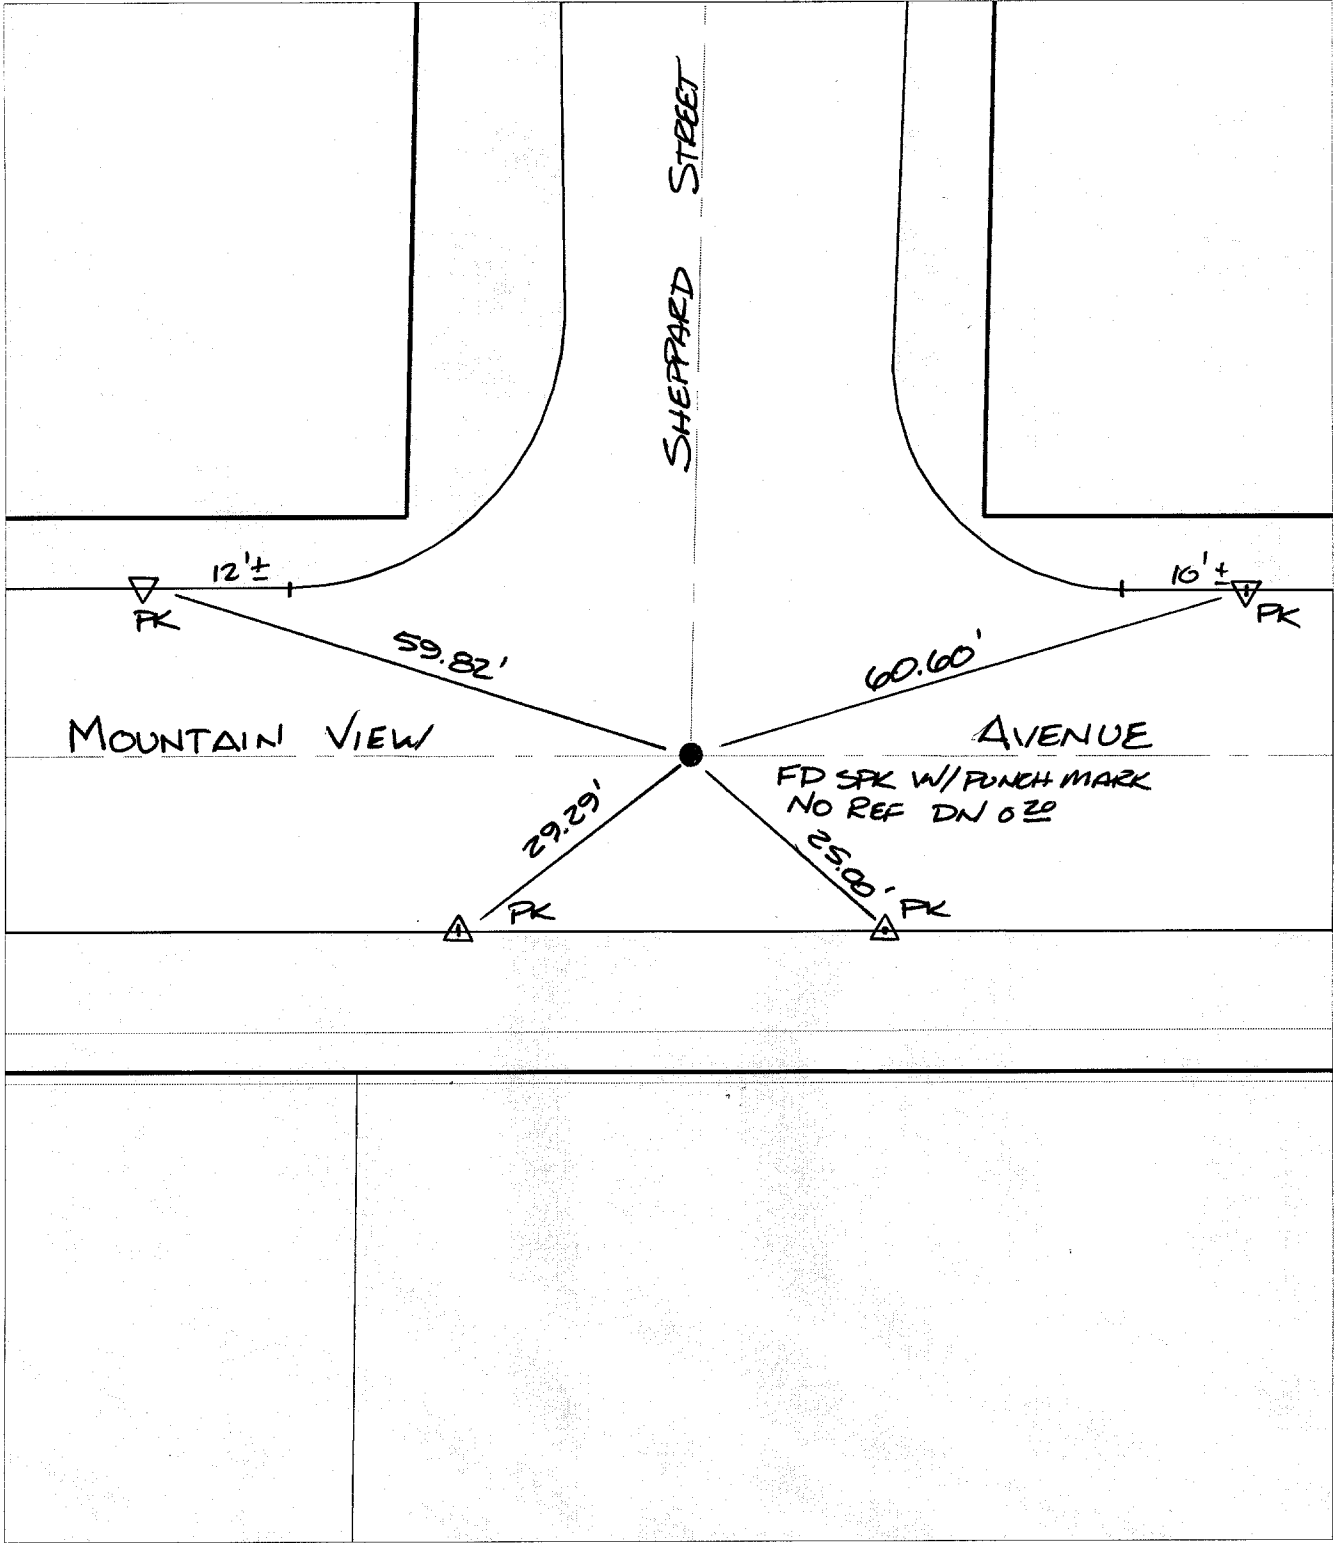 SHEPPARD STREET
12'±
PK
10'±
PK
59.82'
60.60'
MOUNTAIN VIEW AVENUE
FD SPK W/ PUNCH MARK
NO REF DN 0 20
29.29'
25.00'
PK
PK